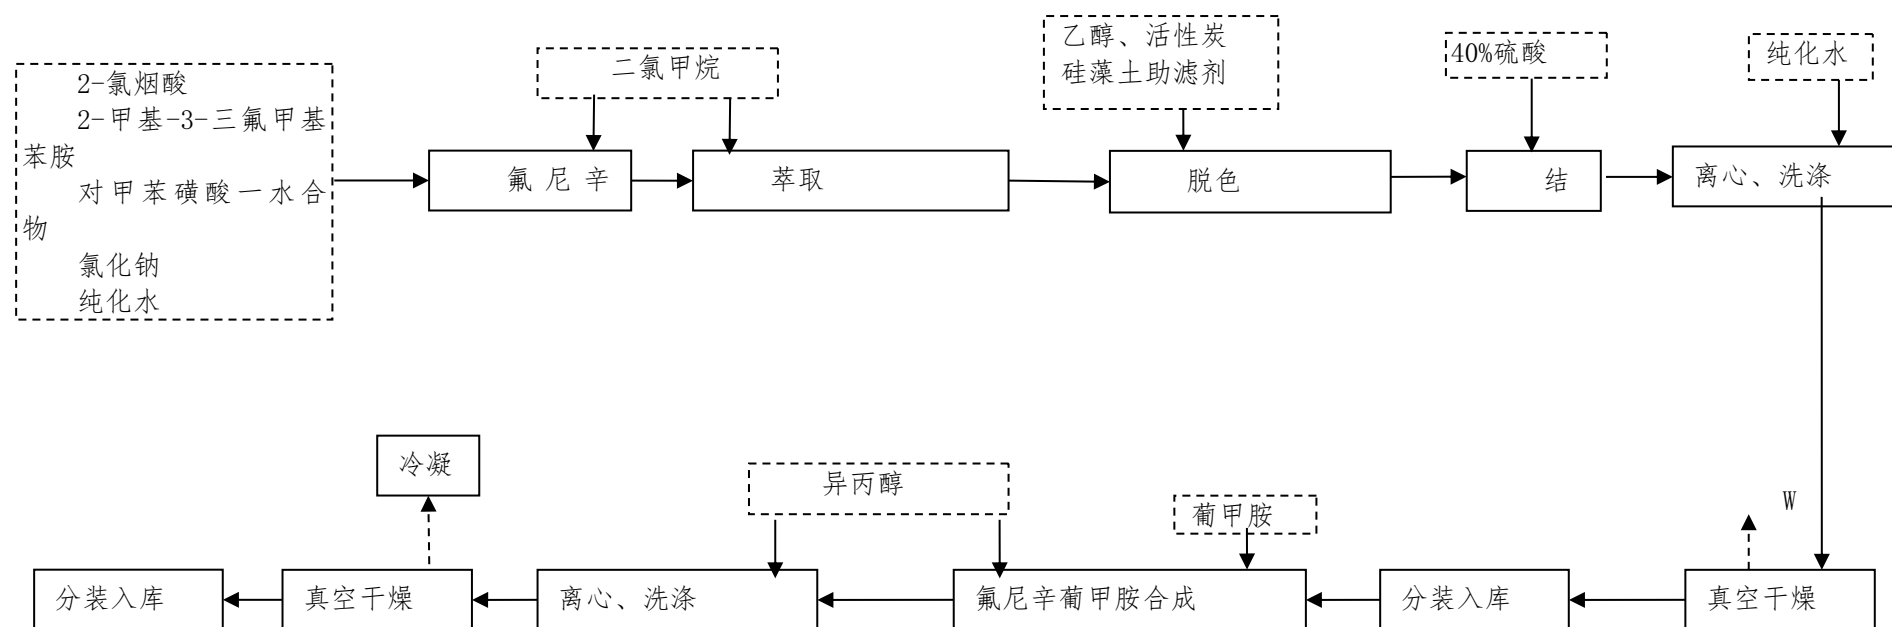 2-氯烟酸
2-甲基-3-三氟甲基
苯胺
对甲苯磺酸一水合
物
氯化钠
纯化水
二氯甲烷
乙醇、活性炭
硅藻土助滤剂
40%硫酸
纯化水
氟尼辛
萃取
脱色
结
离心、洗涤
冷凝
异丙醇
葡甲胺
W
分装入库
真空干燥
离心、洗涤
氟尼辛葡甲胺合成
分装入库
真空干燥